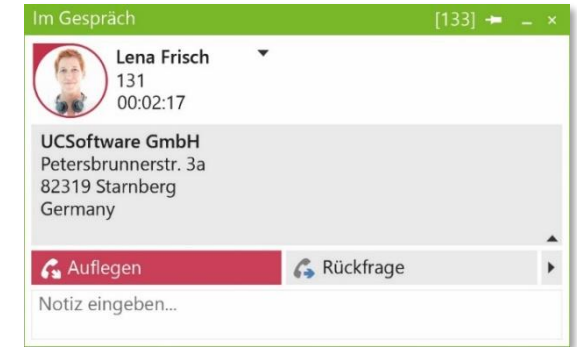 Im Gespräch [133]
Lena Frisch
131
00:02:17
UCSoftware GmbH
Petersbrunnerstr. 3a
82319 Starnberg
Germany
Auflegen Rückfrage
Notiz eingeben...